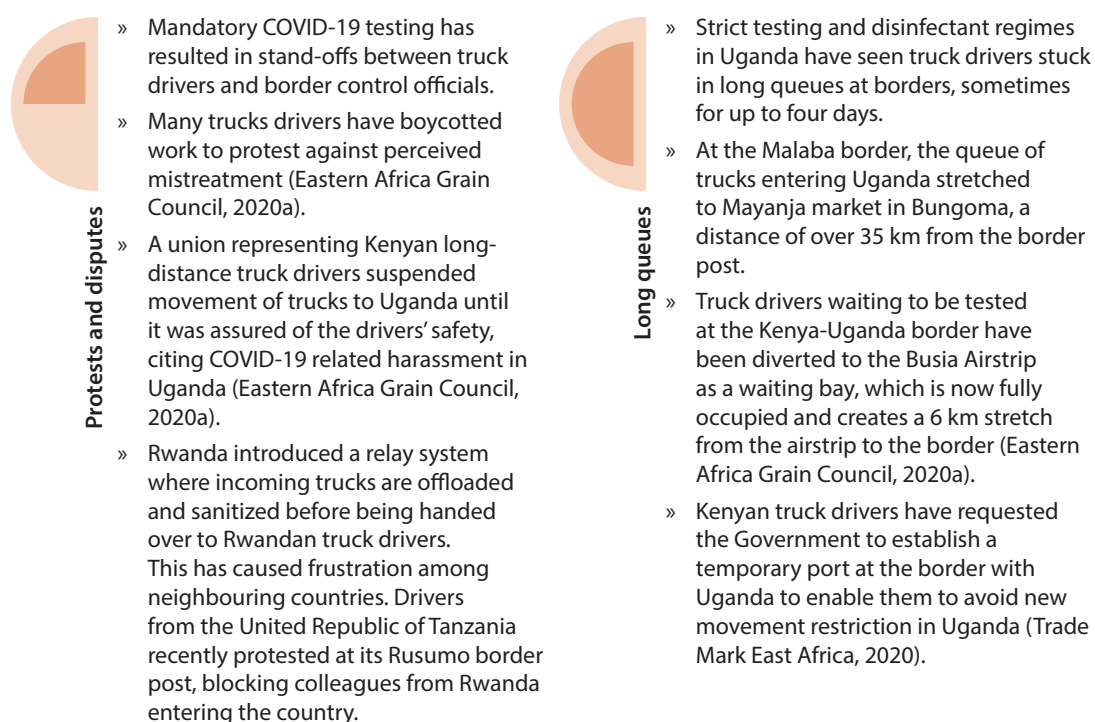 Protests and disputes
» Mandatory COVID-19 testing has
resulted in stand-offs between truck
drivers and border control officials.
» Many trucks drivers have boycotted
work to protest against perceived
mistreatment (Eastern Africa Grain
Council, 2020a).
» A union representing Kenyan long-
distance truck drivers suspended
movement of trucks to Uganda until
it was assured of the drivers’ safety,
citing COVID-19 related harassment in
Uganda (Eastern Africa Grain Council,
2020a).
» Rwanda introduced a relay system
where incoming trucks are offloaded
and sanitized before being handed
over to Rwandan truck drivers.
This has caused frustration among
neighbouring countries. Drivers
from the United Republic of Tanzania
recently protested at its Rusumo border
post, blocking colleagues from Rwanda
entering the country.
Long queues
» Strict testing and disinfectant regimes
in Uganda have seen truck drivers stuck
in long queues at borders, sometimes
for up to four days.
» At the Malaba border, the queue of
trucks entering Uganda stretched
to Mayanja market in Bungoma, a
distance of over 35 km from the border
post.
» Truck drivers waiting to be tested
at the Kenya-Uganda border have
been diverted to the Busia Airstrip
as a waiting bay, which is now fully
occupied and creates a 6 km stretch
from the airstrip to the border (Eastern
Africa Grain Council, 2020a).
» Kenyan truck drivers have requested
the Government to establish a
temporary port at the border with
Uganda to enable them to avoid new
movement restriction in Uganda (Trade
Mark East Africa, 2020).